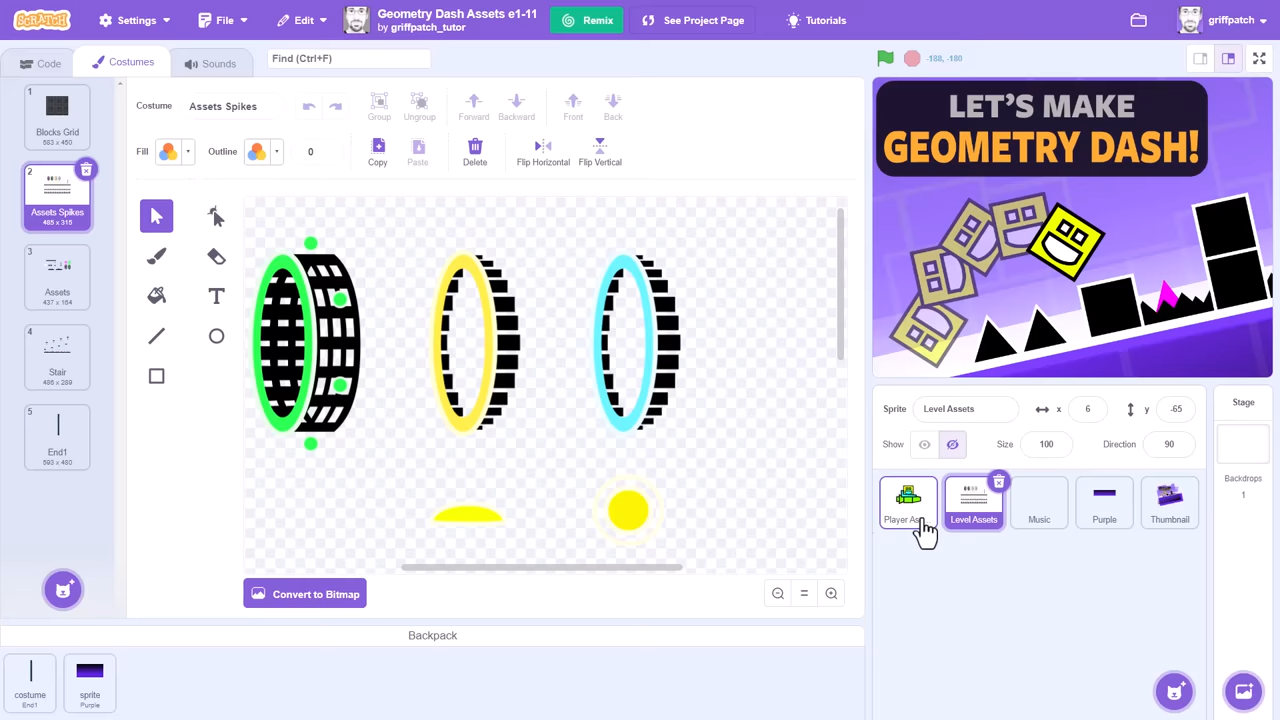 SCRATCH
Settings
File
Edit
Geometry Dash Assets e1-11
by griffpatch_tutor
Remix
See Project Page
Tutorials
griffpatch
Code
Costumes
Sounds
Find (Ctrl+F)
-188, -180
1
Blocks Grid
583 x 460
2
Assets Spikes
485 x 315
3
Assets
437 x 164
4
Stair
486 x 289
5
End1
593 x 460
Costume
Assets Spikes
Group
Ungroup
Forward
Backward
Front
Back
Fill
Outline
0
Copy
Paste
Delete
Flip Horizontal
Flip Vertical
Convert to Bitmap
LET'S MAKE
GEOMETRY DASH!
Sprite
Level Assets
x
6
y
-65
Show
Size
100
Direction
90
Player As
Level Assets
Music
Purple
Thumbnail
Stage
Backdrops
1
Backpack
costume
End1
sprite
Purple